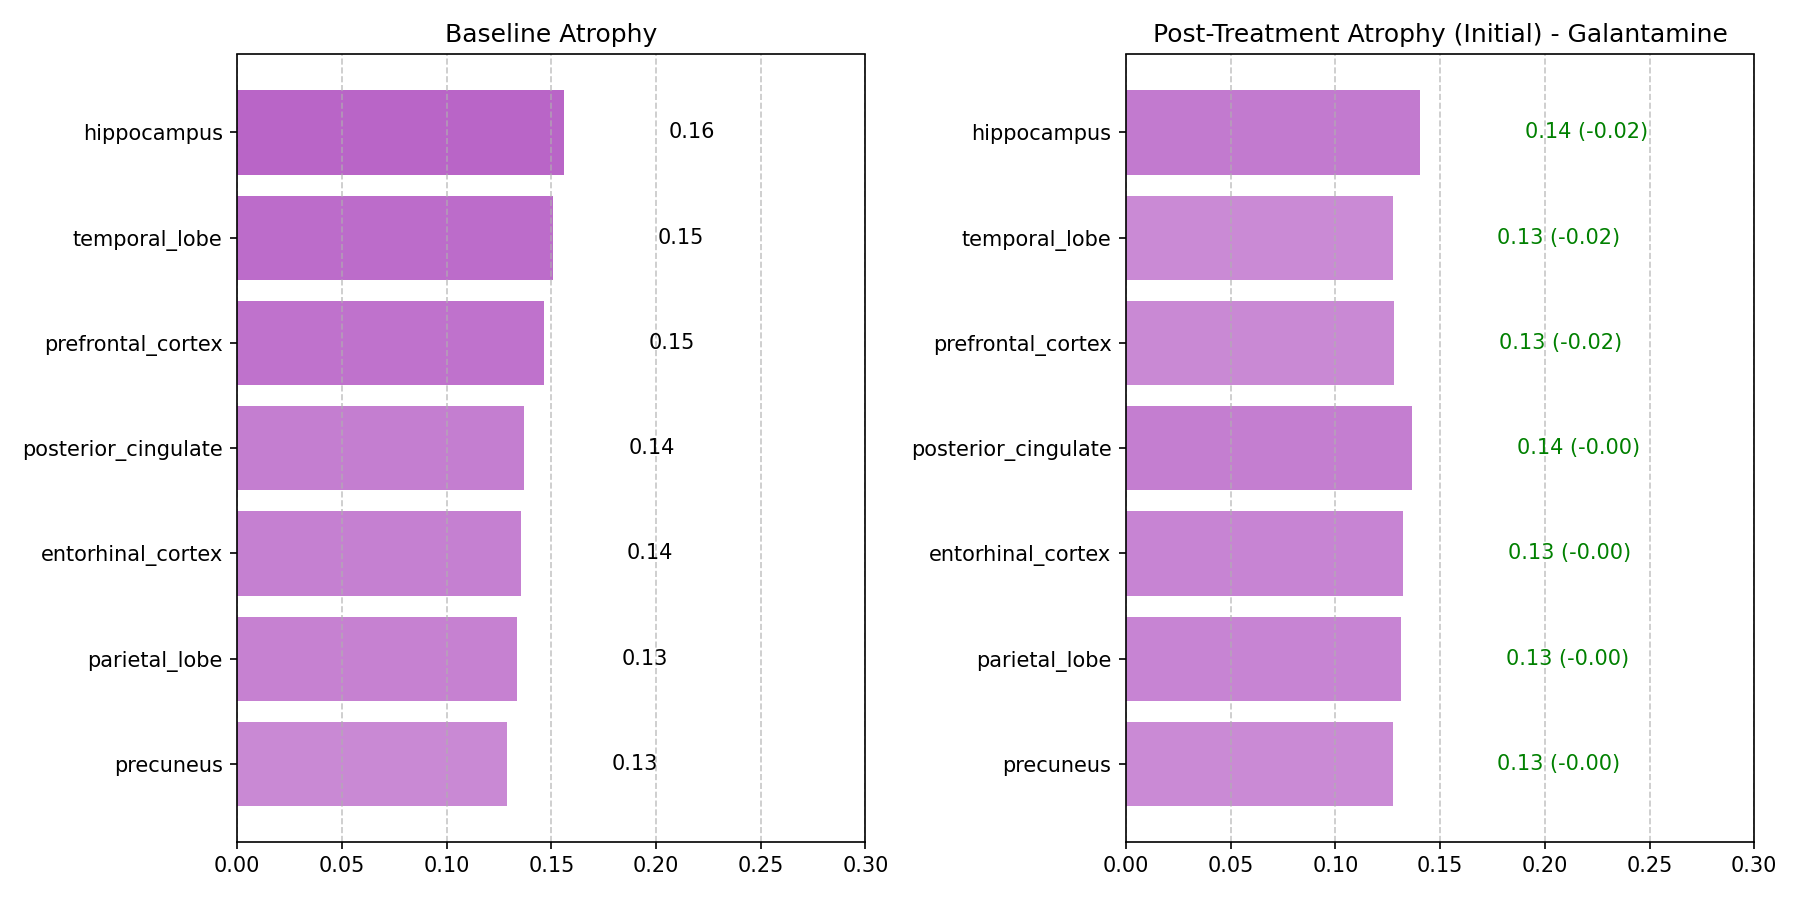 Baseline Atrophy
hippocampus 0.16
temporal_lobe 0.15
prefrontal_cortex 0.15
posterior_cingulate 0.14
entorhinal_cortex 0.14
parietal_lobe 0.13
precuneus 0.13
0.00 0.05 0.10 0.15 0.20 0.25 0.30
Post-Treatment Atrophy (Initial) - Galantamine
hippocampus 0.14 (-0.02)
temporal_lobe 0.13 (-0.02)
prefrontal_cortex 0.13 (-0.02)
posterior_cingulate 0.14 (-0.00)
entorhinal_cortex 0.13 (-0.00)
parietal_lobe 0.13 (-0.00)
precuneus 0.13 (-0.00)
0.00 0.05 0.10 0.15 0.20 0.25 0.30